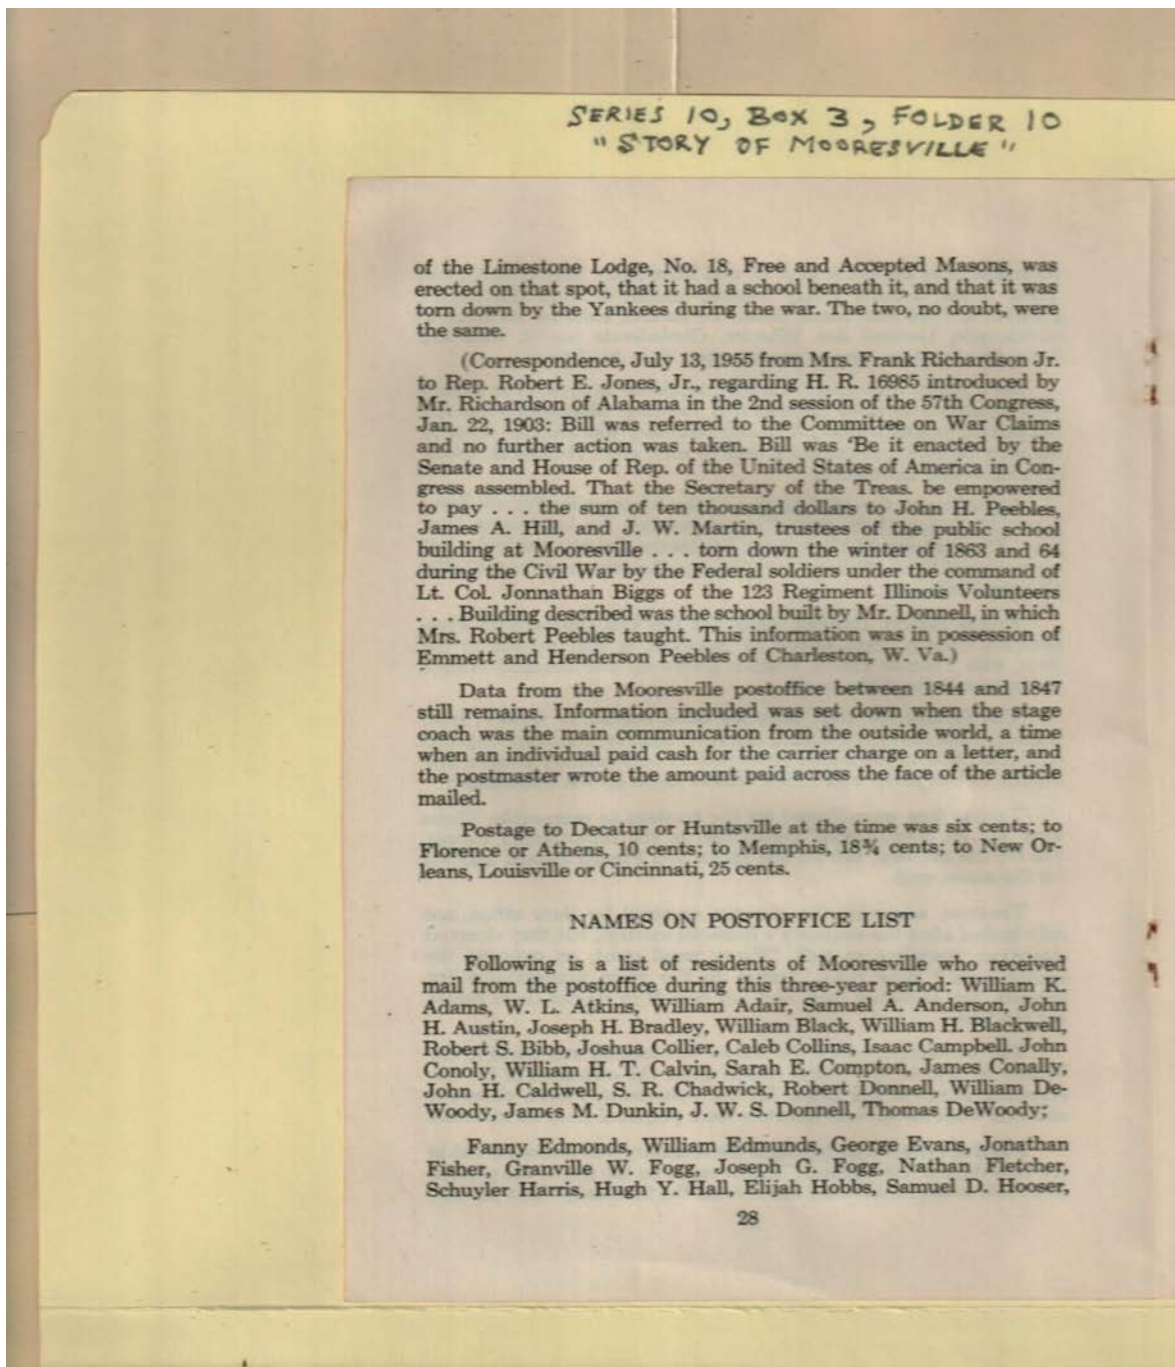 SERIES 10, BOX 3, FOLDER 10
"STORY OF MOORESVILLE"
of the Limestone Lodge, No. 18, Free and Accepted Masons, was
erected on that spot, that it had a school beneath it, and that it was
torn down by the Yankees during the war. The two, no doubt, were
the same.
(Correspondence, July 13, 1955 from Mrs. Frank Richardson Jr.
to Rep. Robert E. Jones, Jr., regarding H. R. 16985 introduced by
Mr. Richardson of Alabama in the 2nd session of the 57th Congress,
Jan. 22, 1903: Bill was referred to the Committee on War Claims
and no further action was taken. Bill was 'Be it enacted by the
Senate and House of Rep. of the United States of America in Con-
gress assembled. That the Secretary of the Treas. be empowered
to pay . . . the sum of ten thousand dollars to John H. Peebles,
James A. Hill, and J. W. Martin, trustees of the public school
building at Mooresville . . . torn down the winter of 1863 and 64
during the Civil War by the Federal soldiers under the command of
Lt. Col. Jonnathan Biggs of the 123 Regiment Illinois Volunteers
. . . Building described was the school built by Mr. Donnell, in which
Mrs. Robert Peebles taught. This information was in possession of
Emmett and Henderson Peebles of Charleston, W. Va.)
Data from the Mooresville postoffice between 1844 and 1847
still remains. Information included was set down when the stage
coach was the main communication from the outside world, a time
when an individual paid cash for the carrier charge on a letter, and
the postmaster wrote the amount paid across the face of the article
mailed.
Postage to Decatur or Huntsville at the time was six cents; to
Florence or Athens, 10 cents; to Memphis, 18¾ cents; to New Or-
leans, Louisville or Cincinnati, 25 cents.
NAMES ON POSTOFFICE LIST
Following is a list of residents of Mooresville who received
mail from the postoffice during this three-year period: William K.
Adams, W. L. Atkins, William Adair, Samuel A. Anderson, John
H. Austin, Joseph H. Bradley, William Black, William H. Blackwell,
Robert S. Bibb, Joshua Collier, Caleb Collins, Isaac Campbell. John
Conoly, William H. T. Calvin, Sarah E. Compton, James Conally,
John H. Caldwell, S. R. Chadwick, Robert Donnell, William De-
Woody, James M. Dunkin, J. W. S. Donnell, Thomas DeWoody;
Fanny Edmonds, William Edmunds, George Evans, Jonathan
Fisher, Granville W. Fogg, Joseph G. Fogg, Nathan Fletcher,
Schuyler Harris, Hugh Y. Hall, Elijah Hobbs, Samuel D. Hooser,
28